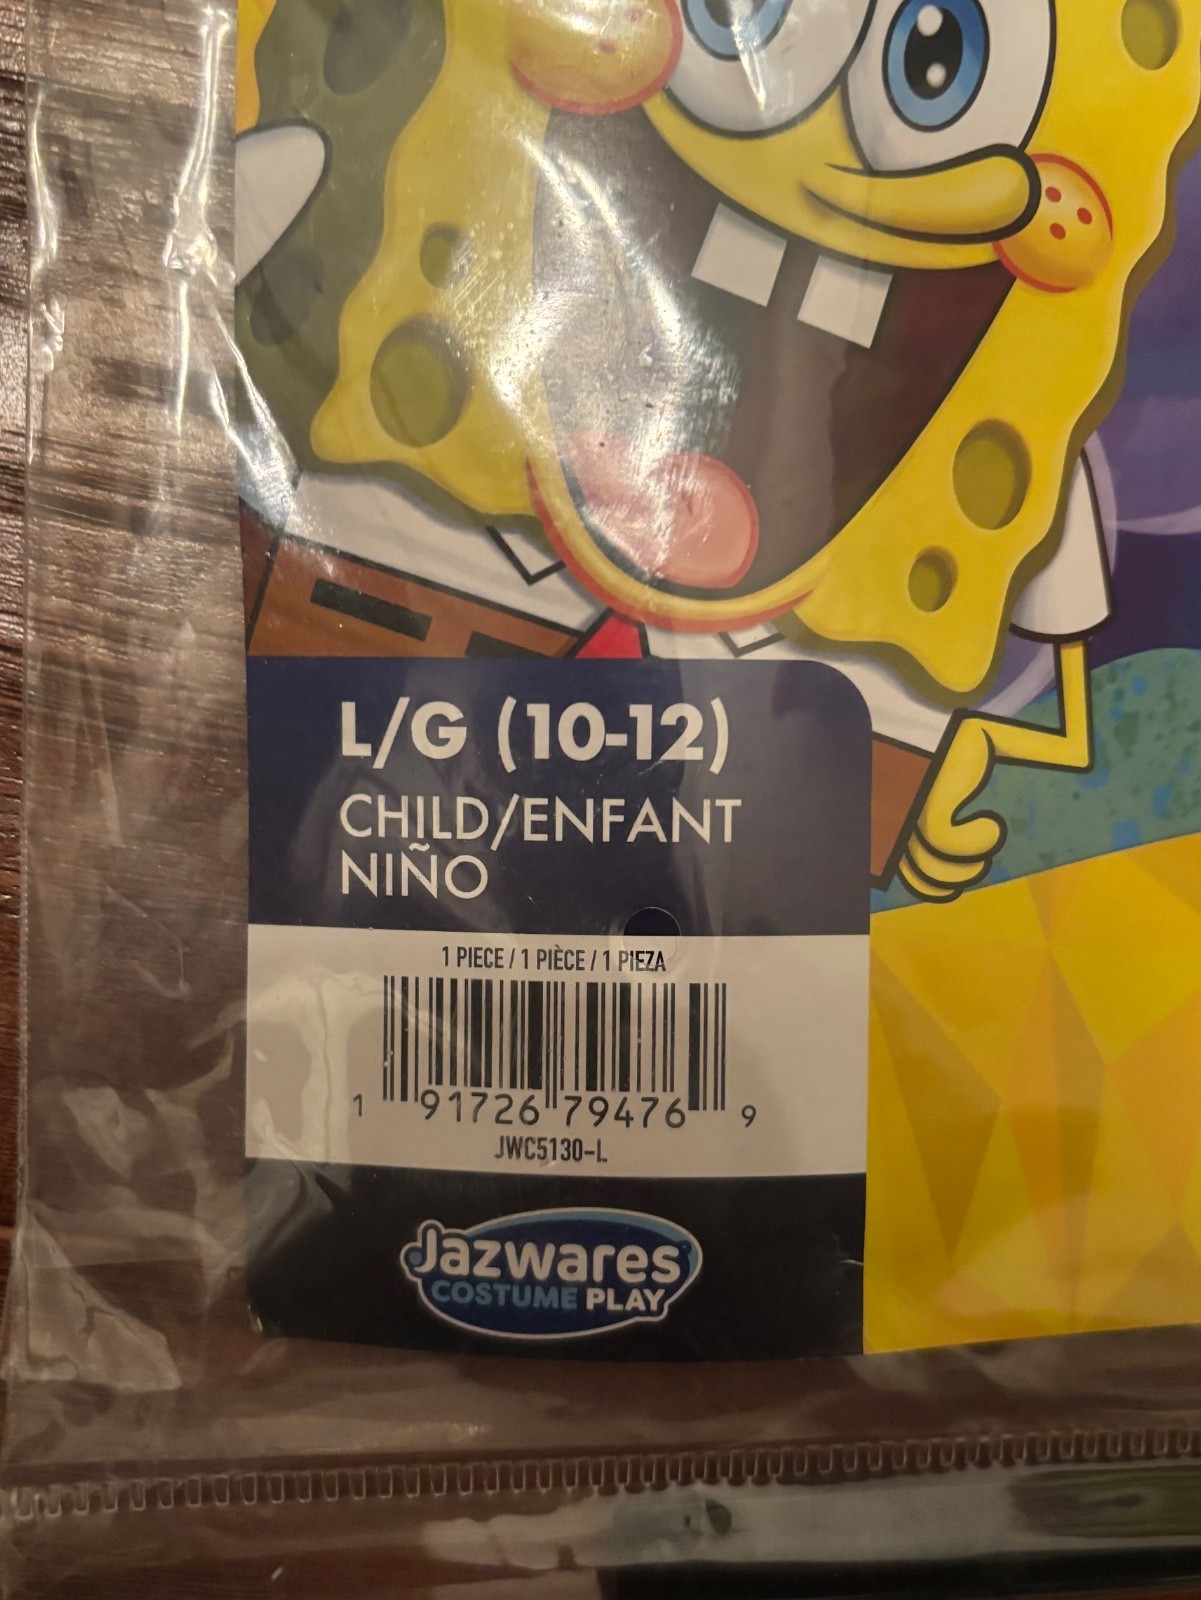 L/G (10-12)
CHILD/ENFANT
NIÑO
1 PIECE / 1 PIÈCE / 1 PIEZA
1 91726 79476 9
JWC5130-L
Jazwares
COSTUME PLAY